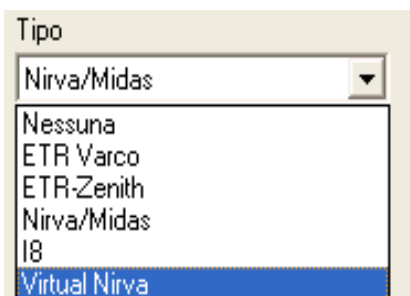 Tipo
Nirva/Midas
Nessuna
ETR Varco
ETR-Zenith
Nirva/Midas
I8
Virtual Nirva